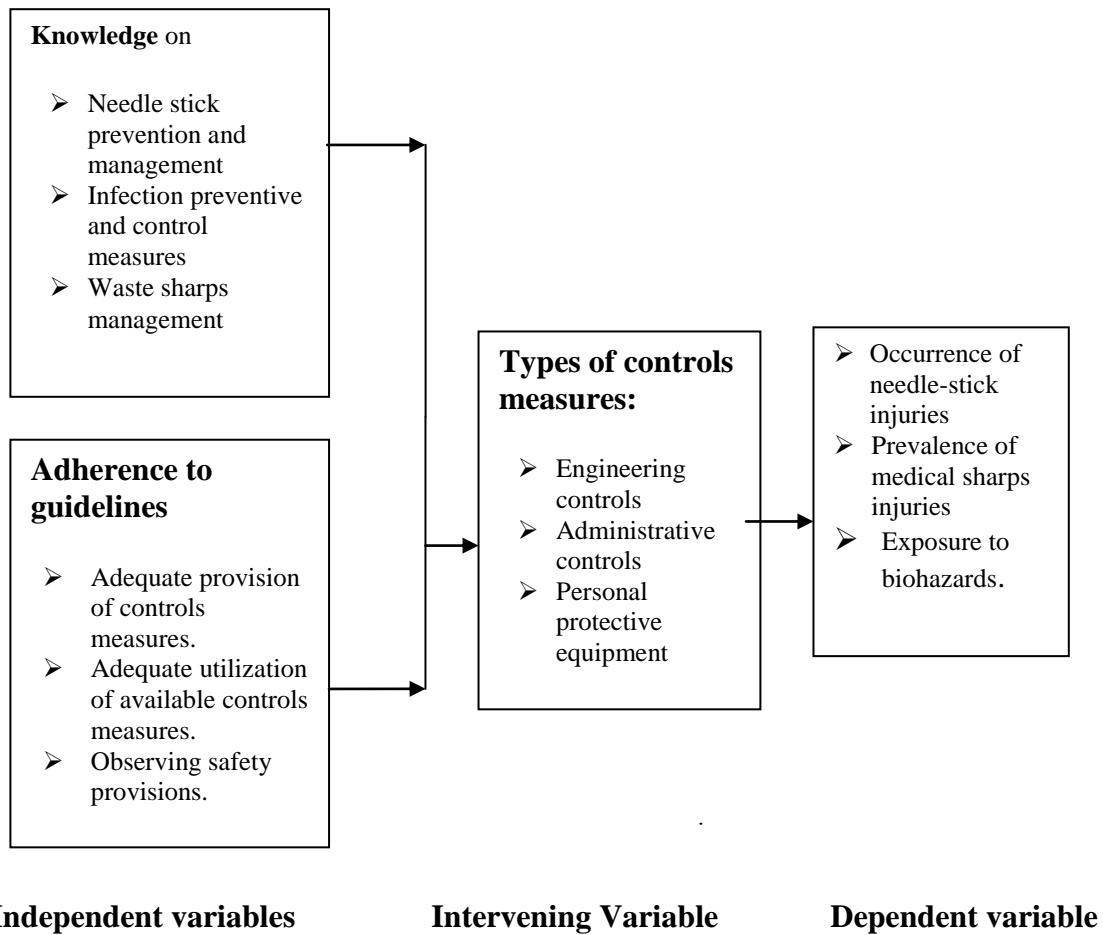 Knowledge on
➢ Needle stick
prevention and
management
➢ Infection preventive
and control
measures
➢ Waste sharps
management
Adherence to
guidelines
➢ Adequate provision
of controls
measures.
➢ Adequate utilization
of available controls
measures.
➢ Observing safety
provisions.
Types of controls
measures:
➢ Engineering
controls
➢ Administrative
controls
➢ Personal
protective
equipment
➢ Occurrence of
needle-stick
injuries
➢ Prevalence of
medical sharps
injuries
➢ Exposure to
biohazards.
.
Independent variables Intervening Variable Dependent variable